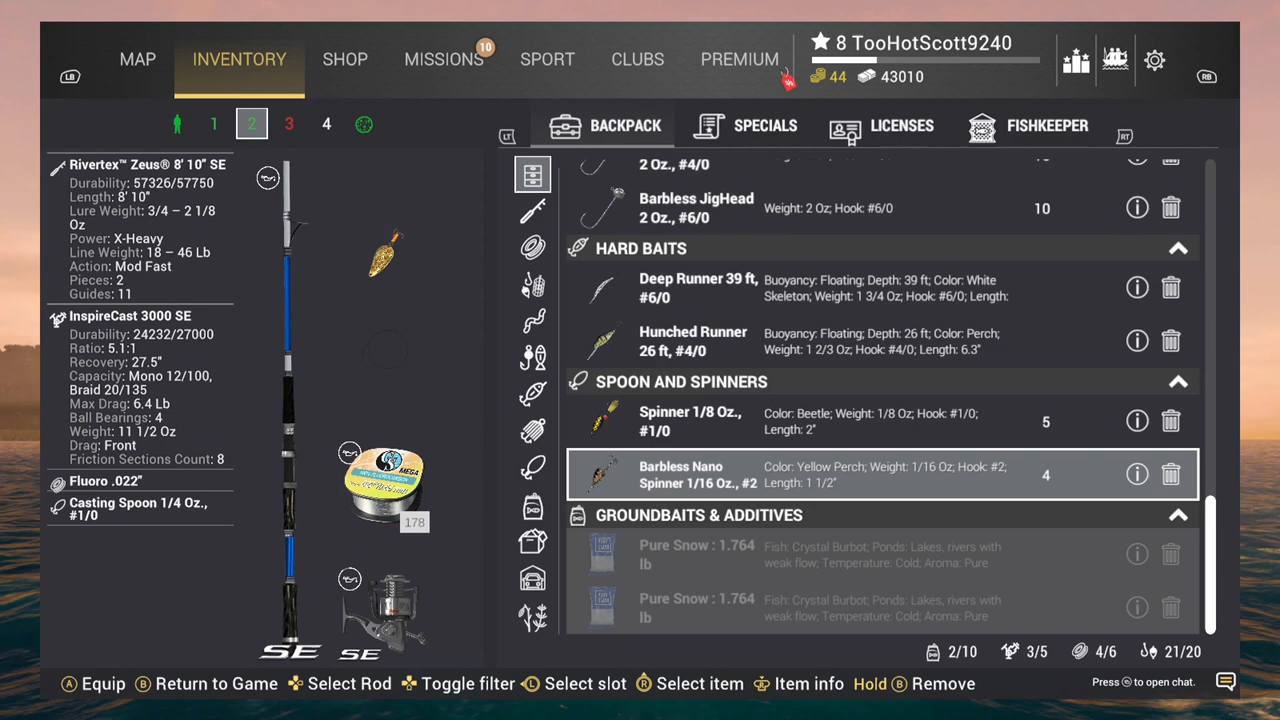 MAP
INVENTORY
SHOP
MISSIONS
10
SPORT
CLUBS
PREMIUM
8 TooHotScott9240
44
43010
LB
RB
1
2
3
4
LT
BACKPACK
SPECIALS
LICENSES
FISHKEEPER
RT
Rivertex™ Zeus® 8' 10" SE
Durability: 57326/57750
Length: 8' 10"
Lure Weight: 3/4 – 2 1/8
Oz
Power: X-Heavy
Line Weight: 18 – 46 Lb
Action: Mod Fast
Pieces: 2
Guides: 11
InspireCast 3000 SE
Durability: 24232/27000
Ratio: 5.1:1
Recovery: 27.5"
Capacity: Mono 12/100,
Braid 20/135
Max Drag: 6.4 Lb
Ball Bearings: 4
Weight: 11 1/2 Oz
Drag: Front
Friction Sections Count: 8
Fluoro .022"
Casting Spoon 1/4 Oz.,
#1/0
MEGA
178
SE
SE
2 Oz., #4/0
Barbless JigHead
2 Oz., #6/0
Weight: 2 Oz; Hook: #6/0
10
HARD BAITS
Deep Runner 39 ft,
#6/0
Buoyancy: Floating; Depth: 39 ft; Color: White
Skeleton; Weight: 1 3/4 Oz; Hook: #6/0; Length:
Hunched Runner
26 ft, #4/0
Buoyancy: Floating; Depth: 26 ft; Color: Perch;
Weight: 1 2/3 Oz; Hook: #4/0; Length: 6.3"
SPOON AND SPINNERS
Spinner 1/8 Oz.,
#1/0
Color: Beetle; Weight: 1/8 Oz; Hook: #1/0;
Length: 2"
5
Barbless Nano
Spinner 1/16 Oz., #2
Color: Yellow Perch; Weight: 1/16 Oz; Hook: #2;
Length: 1 1/2"
4
GROUNDBAITS & ADDITIVES
Pure Snow : 1.764
lb
Fish: Crystal Burbot; Ponds: Lakes, rivers with
weak flow; Temperature: Cold; Aroma: Pure
Pure Snow : 1.764
lb
Fish: Crystal Burbot; Ponds: Lakes, rivers with
weak flow; Temperature: Cold; Aroma: Pure
2/10
3/5
4/6
21/20
A Equip
B Return to Game
Select Rod
Toggle filter
L Select slot
R Select item
Item info
Hold B Remove
Press to open chat.